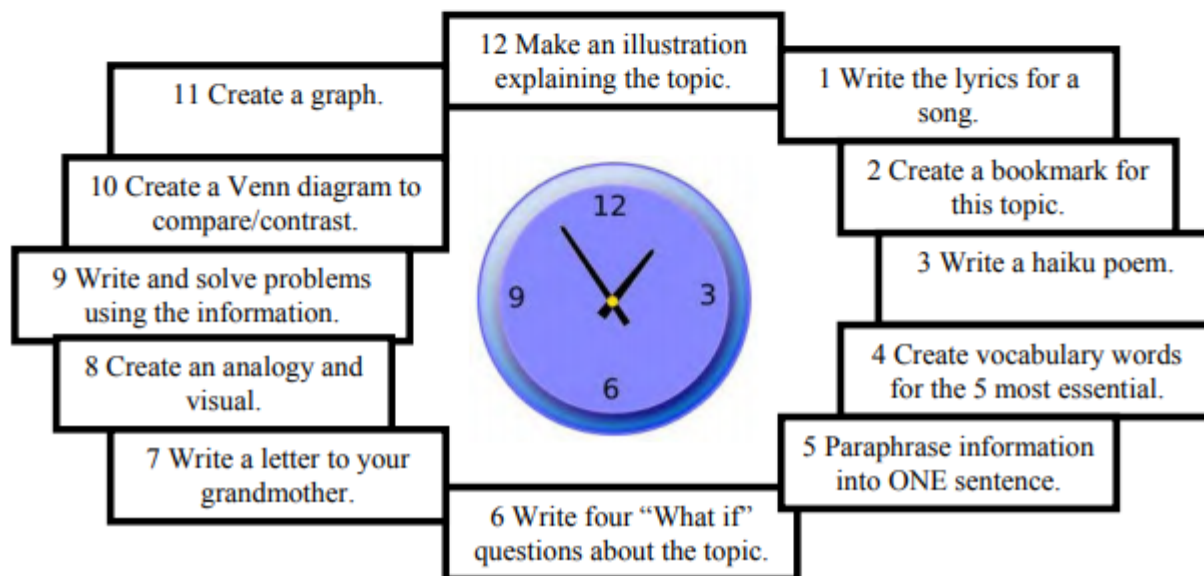 12 Make an illustration
explaining the topic.
1 Write the lyrics for a
song.
2 Create a bookmark for
this topic.
3 Write a haiku poem.
4 Create vocabulary words
for the 5 most essential.
5 Paraphrase information
into ONE sentence.
6 Write four “What if”
questions about the topic.
7 Write a letter to your
grandmother.
8 Create an analogy and
visual.
9 Write and solve problems
using the information.
10 Create a Venn diagram to
compare/contrast.
11 Create a graph.
12
3
6
9